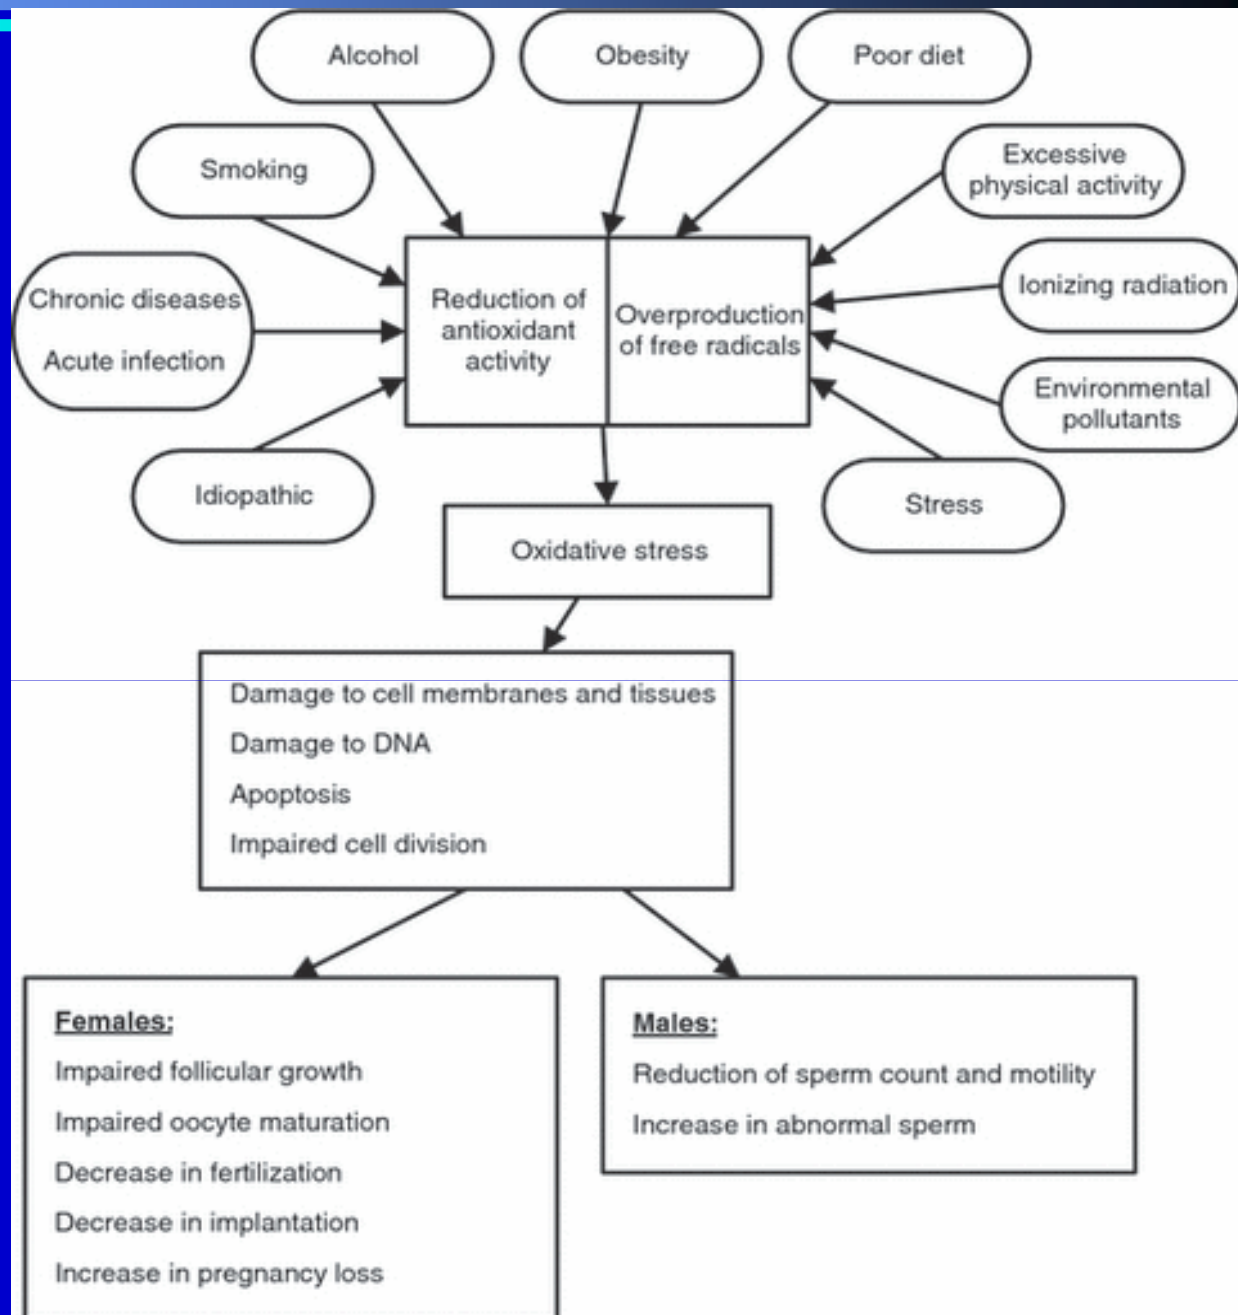 Alcohol
Obesity
Poor diet
Smoking
Excessive
physical activity
Chronic diseases
Acute infection
Ionizing radiation
Reduction of
antioxidant
activity
Overproduction
of free radicals
Environmental
pollutants
Idiopathic
Stress
Oxidative stress
Damage to cell membranes and tissues
Damage to DNA
Apoptosis
Impaired cell division
Females:
Impaired follicular growth
Impaired oocyte maturation
Decrease in fertilization
Decrease in implantation
Increase in pregnancy loss
Males:
Reduction of sperm count and motility
Increase in abnormal sperm